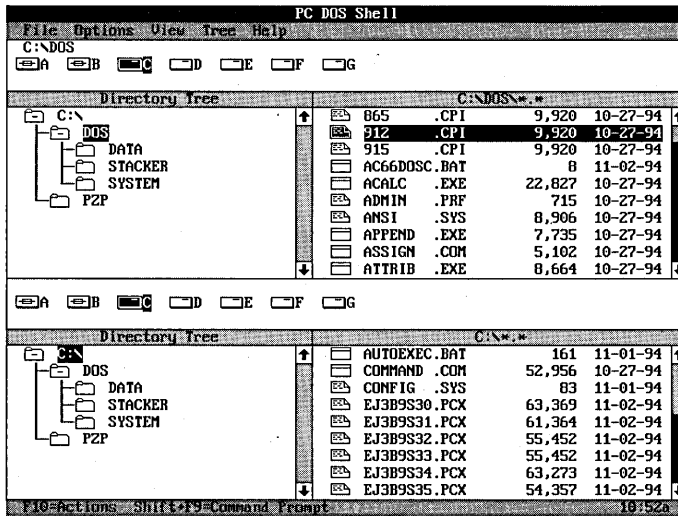 PC DOS Shell
File Options View Tree Help
C:\DOS
A B C D E F G
Directory Tree
C:\
DOS
DATA
STACKER
SYSTEM
PZP
C:\DOS\*.*
865 .CPI 9,920 10-27-94
912 .CPI 9,920 10-27-94
915 .CPI 9,920 10-27-94
AC66DOSC.BAT 8 11-02-94
ACALC .EXE 22,827 10-27-94
ADMIN .PRF 715 10-27-94
ANSI .SYS 8,906 10-27-94
APPEND .EXE 7,735 10-27-94
ASSIGN .COM 5,102 10-27-94
ATTRIB .EXE 8,664 10-27-94
A B C D E F G
Directory Tree
C:\
DOS
DATA
STACKER
SYSTEM
PZP
C:\*.*
AUTOEXEC.BAT 161 11-01-94
COMMAND .COM 52,956 10-27-94
CONFIG .SYS 83 11-01-94
EJ3B9S30.PCX 63,369 11-02-94
EJ3B9S31.PCX 61,364 11-02-94
EJ3B9S32.PCX 55,452 11-02-94
EJ3B9S33.PCX 55,452 11-02-94
EJ3B9S34.PCX 63,273 11-02-94
EJ3B9S35.PCX 54,357 11-02-94
F10=Actions Shift+F9=Command Prompt 10:52a